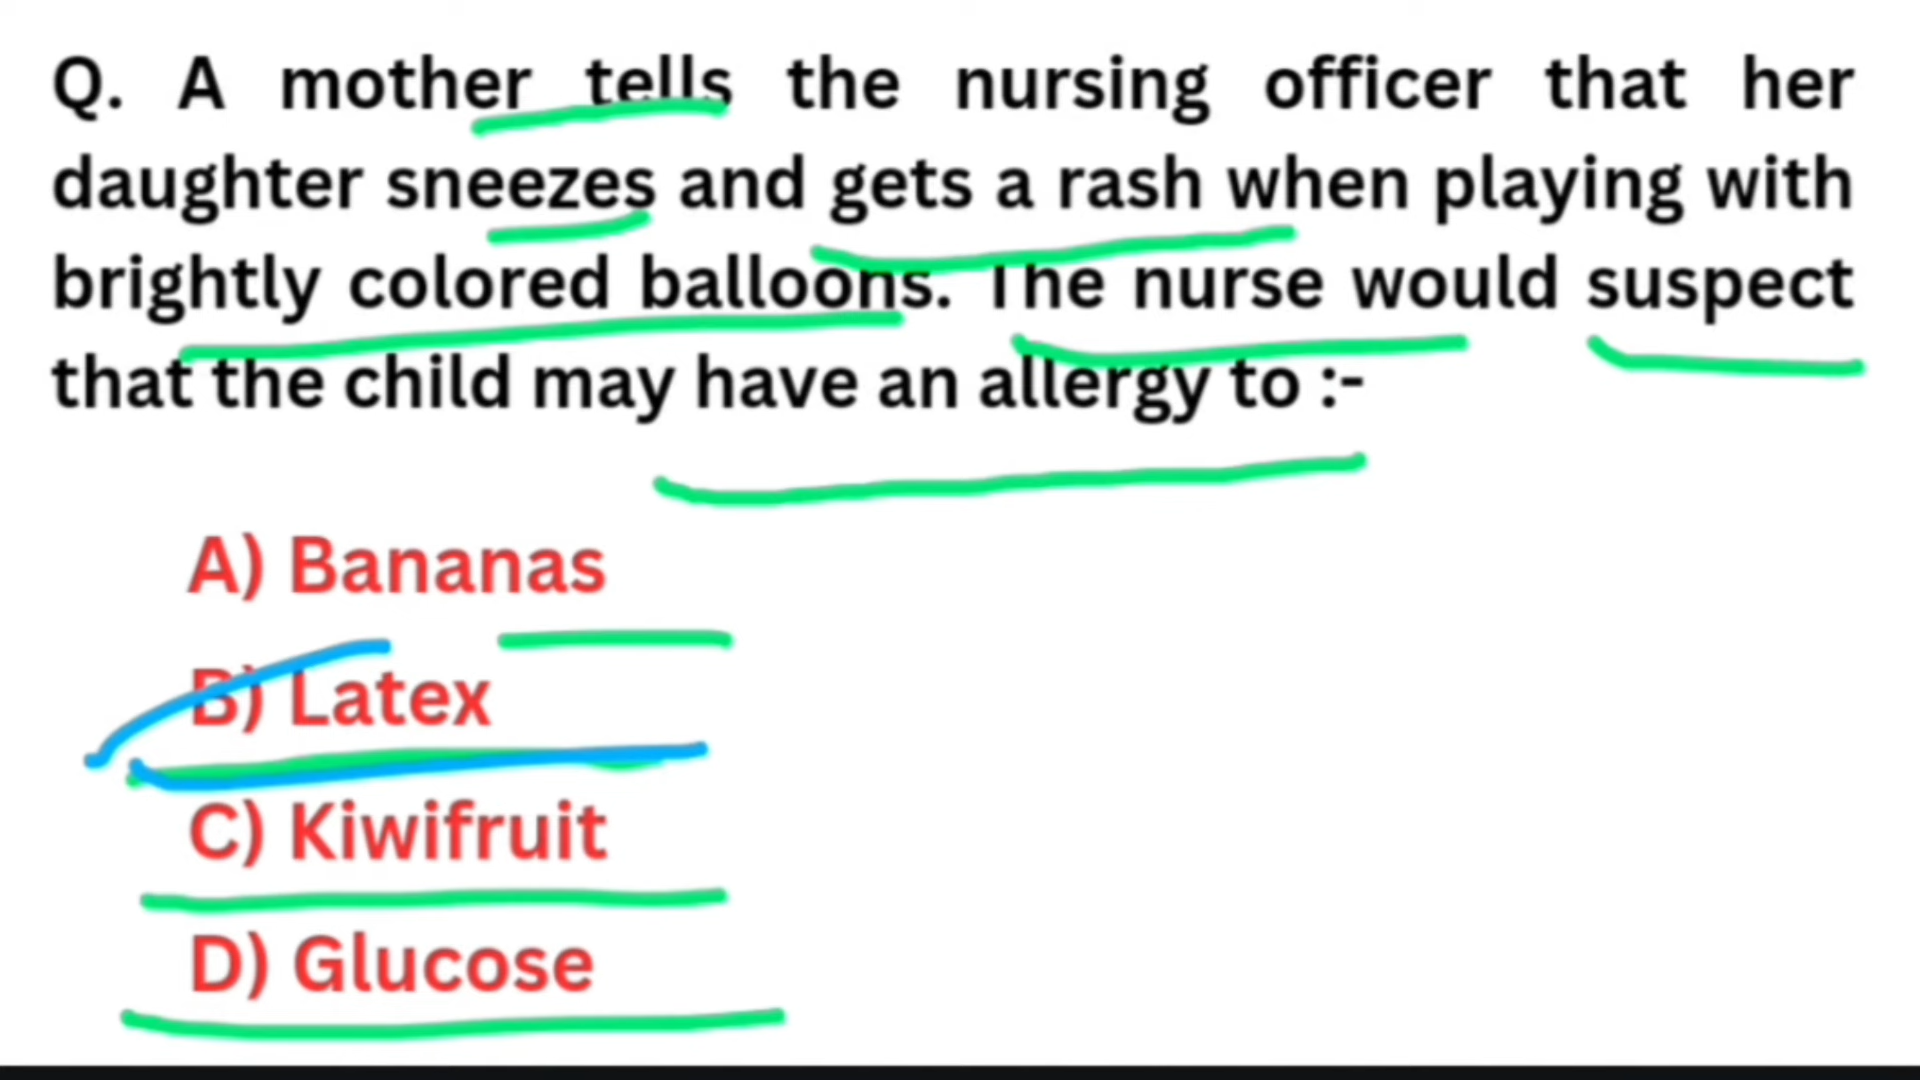 Q. A mother tells the nursing officer that her
daughter sneezes and gets a rash when playing with
brightly colored balloons. The nurse would suspect
that the child may have an allergy to :-
A) Bananas
B) Latex
C) Kiwifruit
D) Glucose